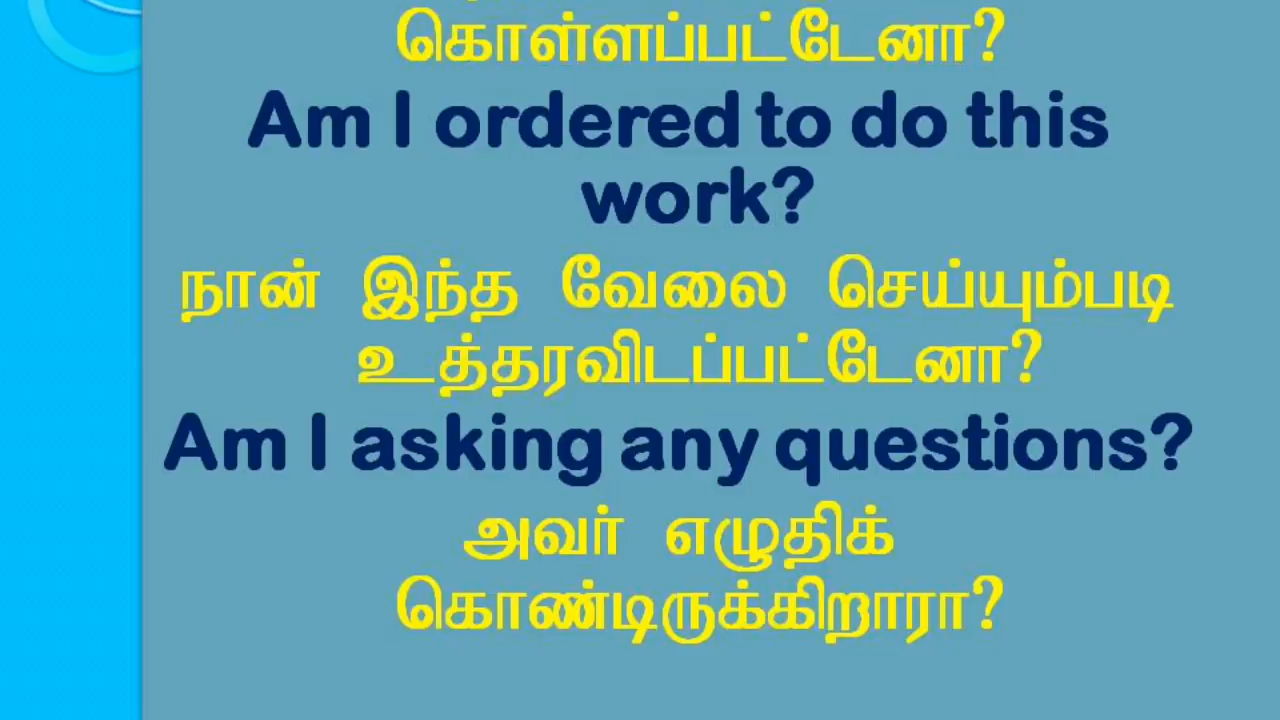 கொள்ளப்பட்டேனா?
Am I ordered to do this
work?
நான் இந்த வேலை செய்யும்படி
உத்தரவிடப்பட்டேனா?
Am I asking any questions?
அவர் எழுதிக்
கொண்டிருக்கிறாரா?